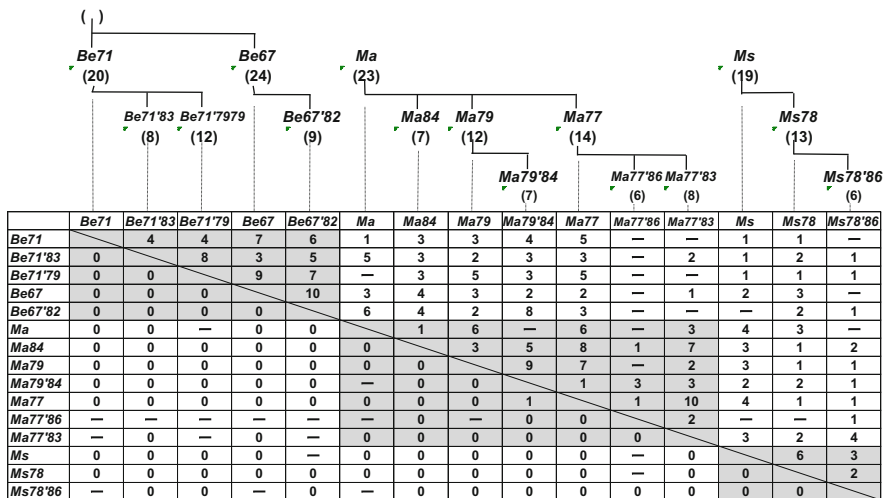 ( )
Be71 Be67 Ma Ms
(20) (24) (23) (19)
Be71'83 Be71'7979 Be67'82 Ma84 Ma79 Ma77 Ms78
(8) (12) (9) (7) (12) (14) (13)
Ma79'84 Ma77'86 Ma77'83 Ms78'86
(7) (6) (8) (6)
Be71 Be71'83 Be71'79 Be67 Be67'82 Ma Ma84 Ma79 Ma79'84 Ma77 Ma77'86 Ma77'83 Ms Ms78 Ms78'86
Be71 4 4 7 6 1 3 3 4 5 — — 1 1 —
Be71'83 0 8 3 5 5 3 2 3 3 — 2 1 2 1
Be71'79 0 0 9 7 — 3 5 3 5 — — 1 1 1
Be67 0 0 0 10 3 4 3 2 2 — 1 2 3 —
Be67'82 0 0 0 0 6 4 2 8 3 — — — 2 1
Ma 0 0 — 0 0 1 6 — 6 — 3 4 3 —
Ma84 0 0 0 0 0 0 3 5 8 1 7 3 1 2
Ma79 0 0 0 0 0 0 0 9 7 — 2 3 1 1
Ma79'84 0 0 0 0 0 — 0 0 1 3 3 2 2 1
Ma77 0 0 0 0 0 0 0 0 1 1 10 4 1 1
Ma77'86 — — — — — — 0 — 0 0 2 — — 1
Ma77'83 — 0 — 0 — 0 0 0 0 0 0 3 2 4
Ms 0 0 0 0 — 0 0 0 0 0 — 0 6 3
Ms78 0 0 0 0 0 0 0 0 0 0 — 0 0 2
Ms78'86 — 0 0 — 0 — 0 0 0 0 0 0 0 0